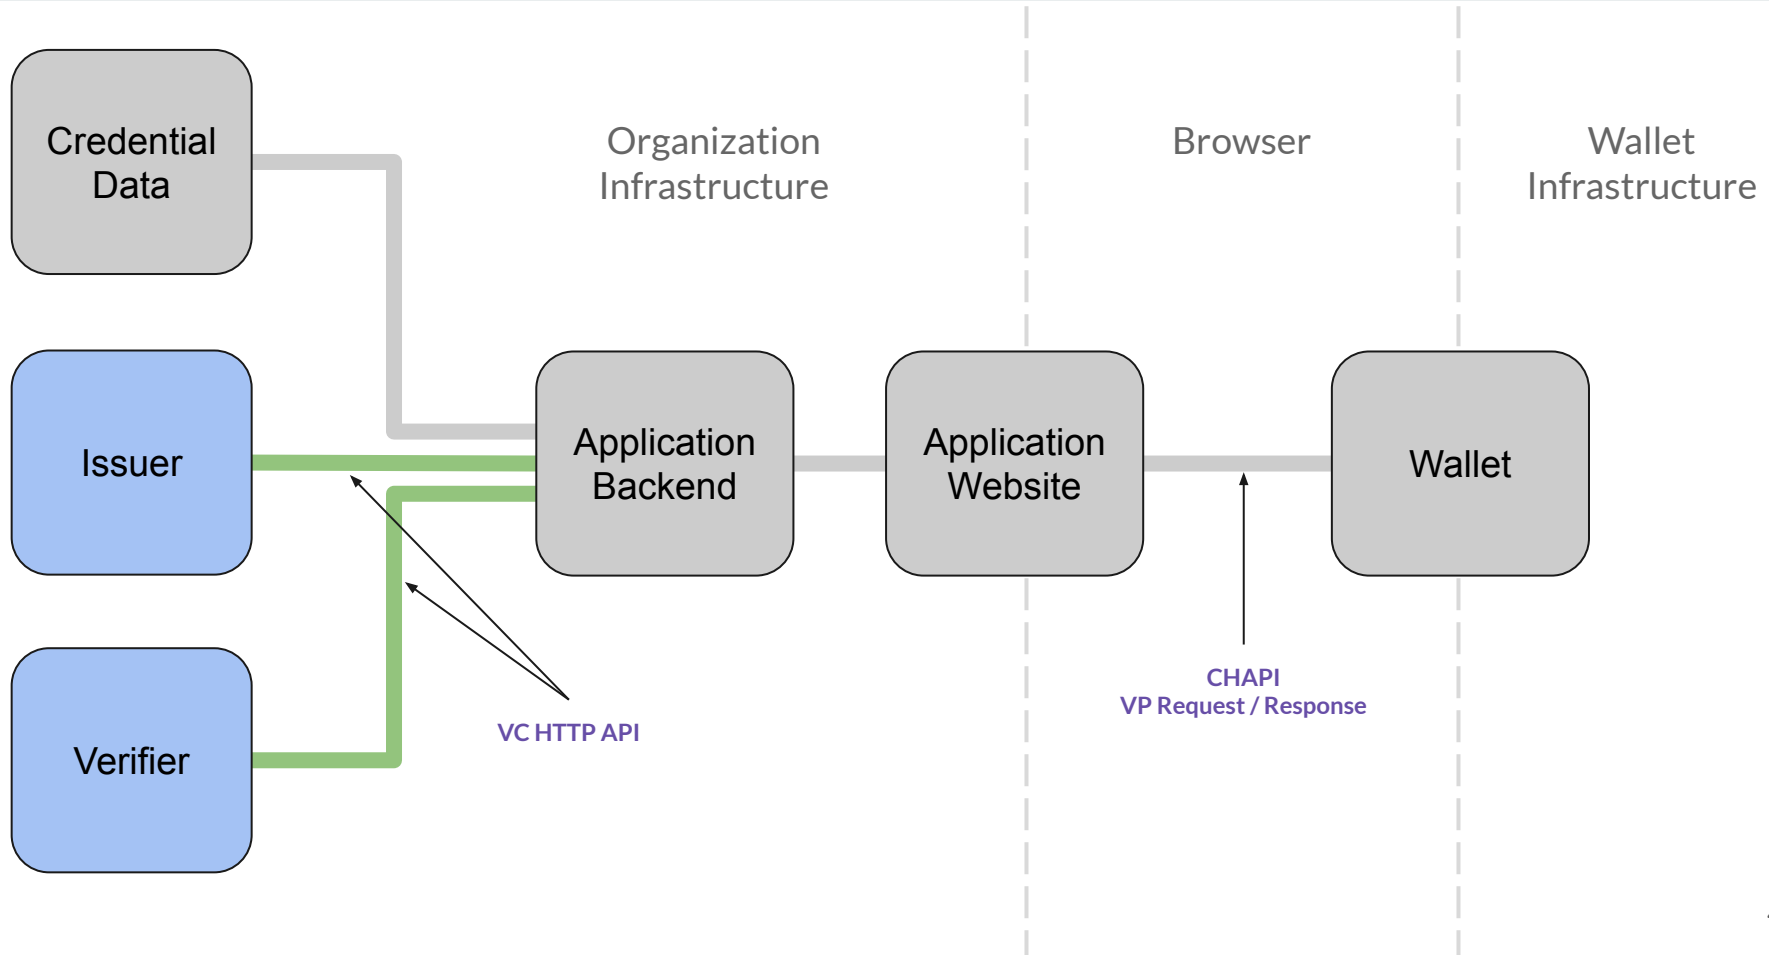 Credential
Data
Organization
Infrastructure
Browser
Wallet
Infrastructure
Issuer
Application
Backend
Application
Website
Wallet
Verifier
VC HTTP API
CHAPI
VP Request / Response